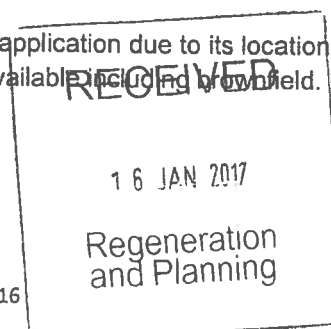 application due to its location
vailable including brownfield.
RECEIVED
16 JAN 2017
Regeneration
and Planning
16